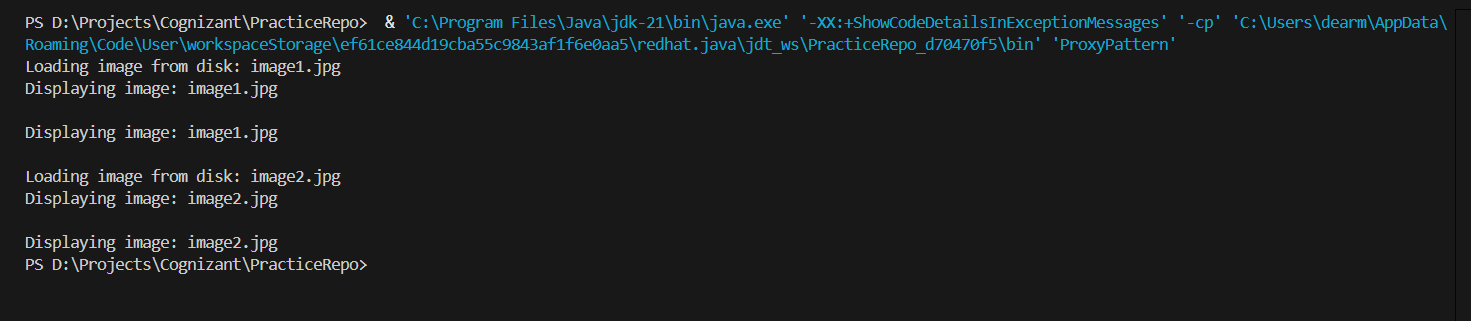 PS D:\Projects\Cognizant\PracticeRepo>  & 'C:\Program Files\Java\jdk-21\bin\java.exe' '-XX:+ShowCodeDetailsInExceptionMessages' '-cp' 'C:\Users\dearm\AppData\
Roaming\Code\User\workspaceStorage\ef61ce844d19cba55c9843af1f6e0aa5\redhat.java\jdt_ws\PracticeRepo_d70470f5\bin' 'ProxyPattern'
Loading image from disk: image1.jpg
Displaying image: image1.jpg
Displaying image: image1.jpg
Loading image from disk: image2.jpg
Displaying image: image2.jpg
Displaying image: image2.jpg
PS D:\Projects\Cognizant\PracticeRepo>